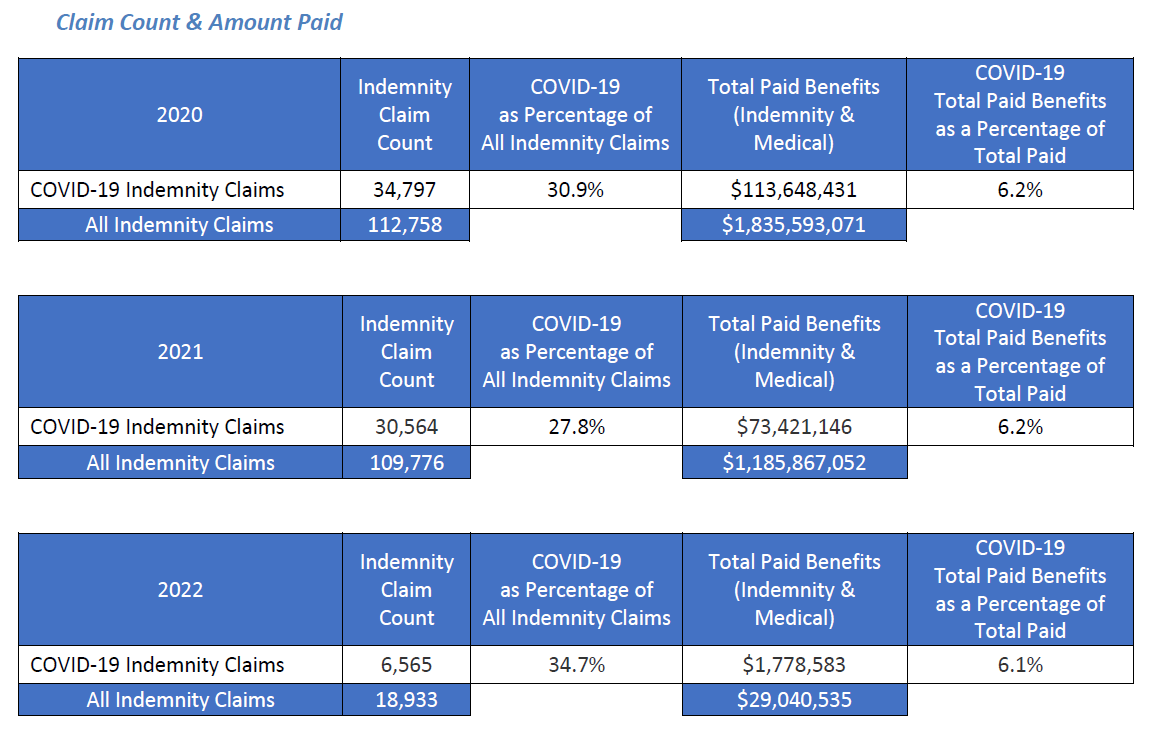 Claim Count & Amount Paid
2020
Indemnity
Claim
Count
COVID-19
as Percentage of
All Indemnity Claims
Total Paid Benefits
(Indemnity &
Medical)
COVID-19
Total Paid Benefits
as a Percentage of
Total Paid
COVID-19 Indemnity Claims 34,797 30.9% $113,648,431 6.2%
All Indemnity Claims 112,758 $1,835,593,071
2021
Indemnity
Claim
Count
COVID-19
as Percentage of
All Indemnity Claims
Total Paid Benefits
(Indemnity &
Medical)
COVID-19
Total Paid Benefits
as a Percentage of
Total Paid
COVID-19 Indemnity Claims 30,564 27.8% $73,421,146 6.2%
All Indemnity Claims 109,776 $1,185,867,052
2022
Indemnity
Claim
Count
COVID-19
as Percentage of
All Indemnity Claims
Total Paid Benefits
(Indemnity &
Medical)
COVID-19
Total Paid Benefits
as a Percentage of
Total Paid
COVID-19 Indemnity Claims 6,565 34.7% $1,778,583 6.1%
All Indemnity Claims 18,933 $29,040,535